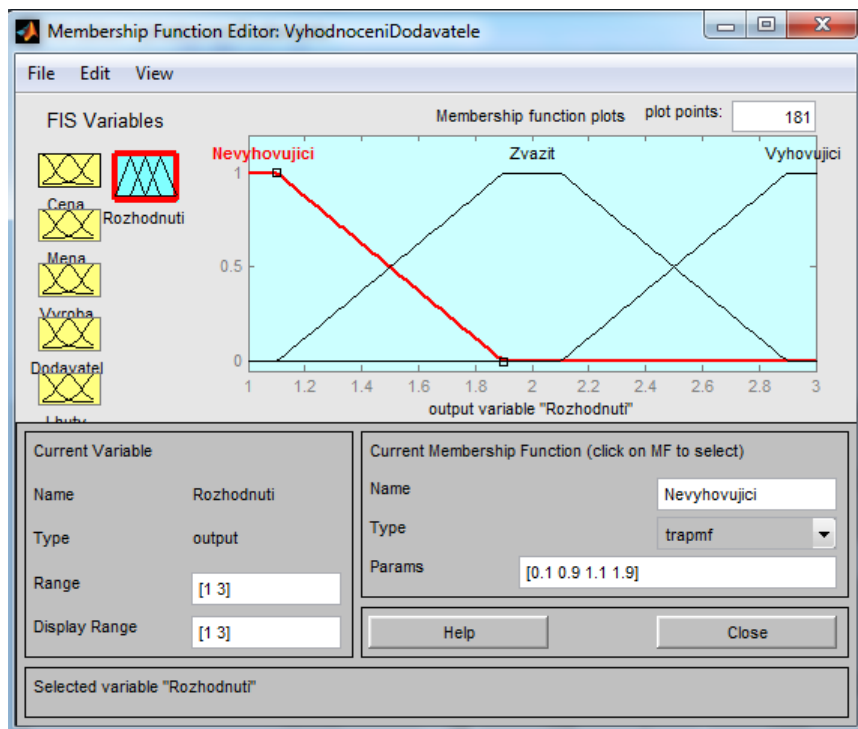 Membership Function Editor: VyhodnoceniDodavatele
File Edit View
FIS Variables
Membership function plots plot points: 181
Cena
Rozhodnuti
Mena
Vyroba
Dodavatel
Lhuty
Nevyhovujici Zvazit Vyhovujici
1
0.5
0
1 1.2 1.4 1.6 1.8 2 2.2 2.4 2.6 2.8 3
output variable "Rozhodnuti"
Current Variable
Name Rozhodnuti
Type output
Range [1 3]
Display Range [1 3]
Current Membership Function (click on MF to select)
Name Nevyhovujici
Type trapmf
Params [0.1 0.9 1.1 1.9]
Help Close
Selected variable "Rozhodnuti"